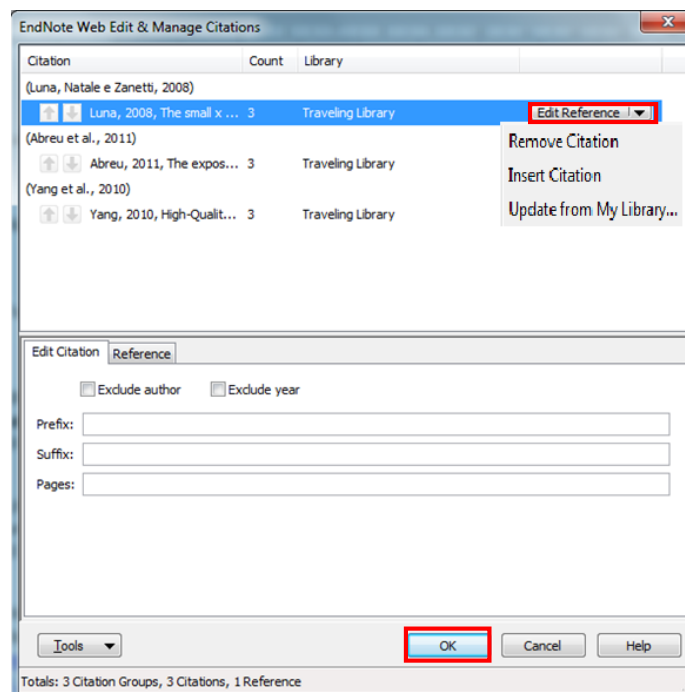 EndNote Web Edit & Manage Citations
Citation Count Library
(Luna, Natale e Zanetti, 2008)
Luna, 2008, The small x ... 3 Traveling Library Edit Reference
Remove Citation
(Abreu et al., 2011)
Abreu, 2011, The expos... 3 Traveling Library
Insert Citation
(Yang et al., 2010)
Yang, 2010, High-Qualit... 3 Traveling Library
Update from My Library...
Edit Citation Reference
Exclude author Exclude year
Prefix:
Suffix:
Pages:
Tools OK Cancel Help
Totals: 3 Citation Groups, 3 Citations, 1 Reference